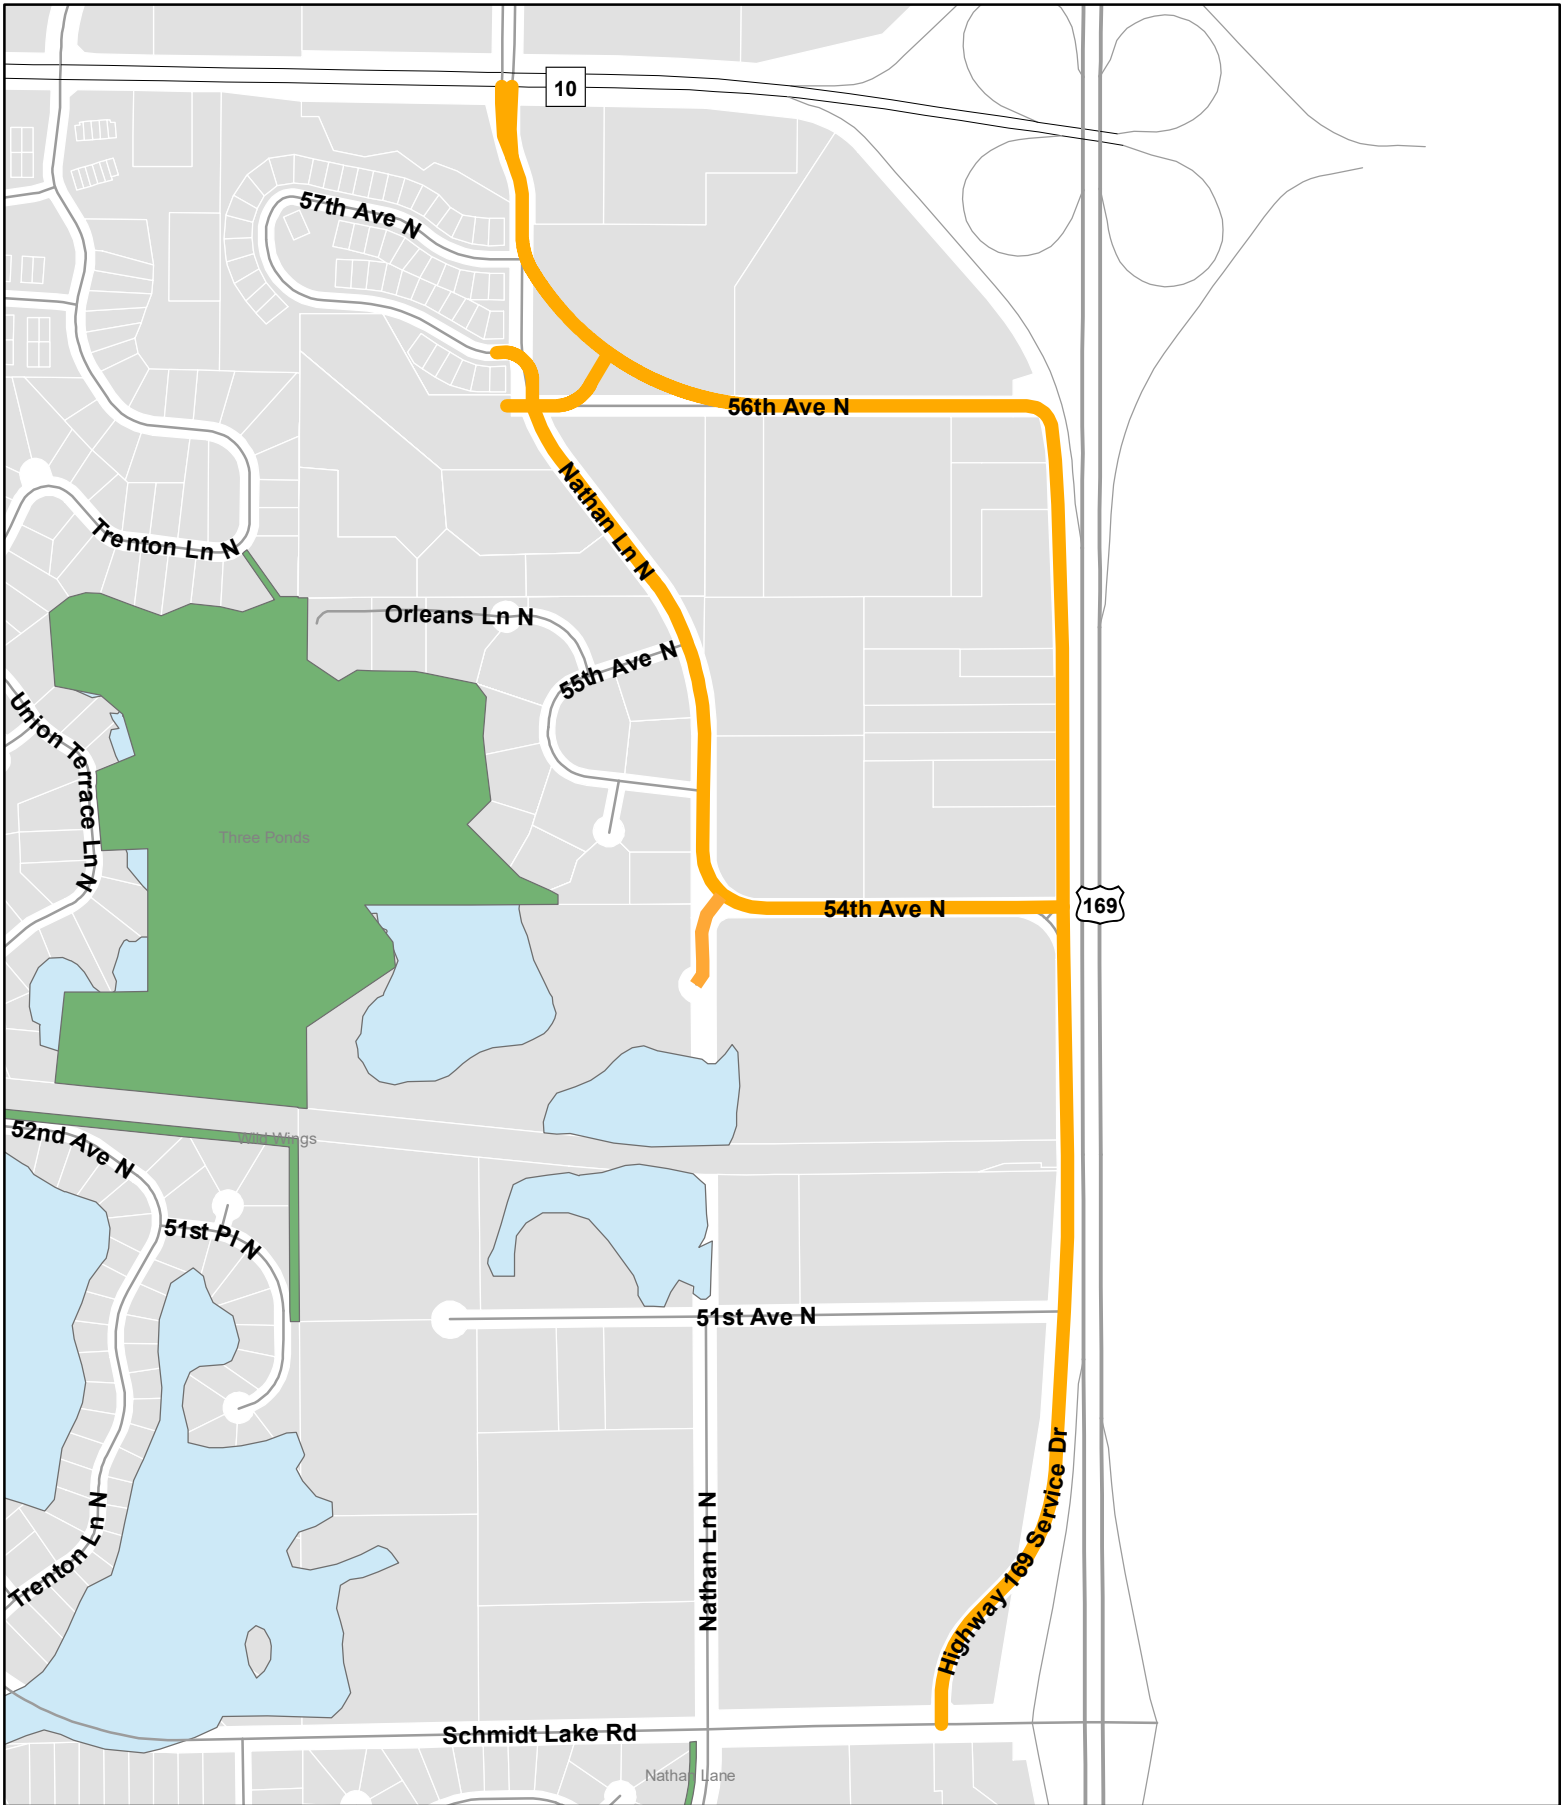 10
57th Ave N
56th Ave N
Nathan Ln N
Trenton Ln N
Orleans Ln N
55th Ave N
Union Terrace Ln N
Three Ponds
54th Ave N
169
52nd Ave N
Wild Wings
51st Pl N
51st Ave N
Highway 169 Service Dr
Nathan Ln N
Trenton Ln N
Schmidt Lake Rd
Nathan Lane